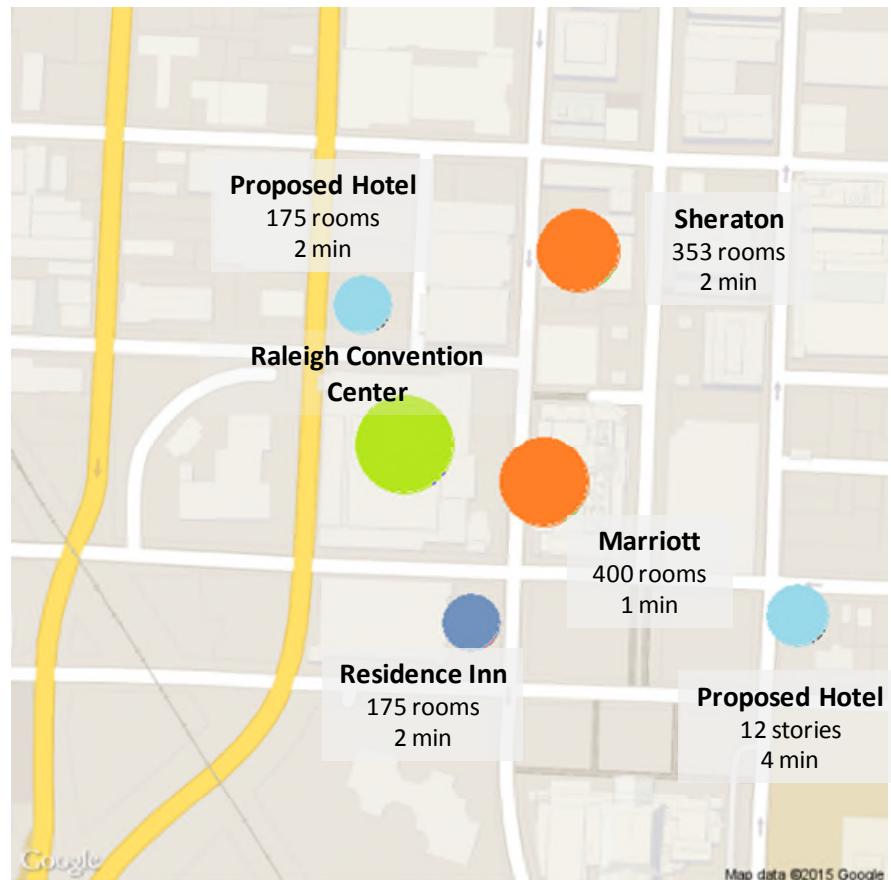 Proposed Hotel
175 rooms
2 min
Sheraton
353 rooms
2 min
Raleigh Convention
Center
Marriott
400 rooms
1 min
Residence Inn
175 rooms
2 min
Proposed Hotel
12 stories
4 min
Google
Map data ©2015 Google